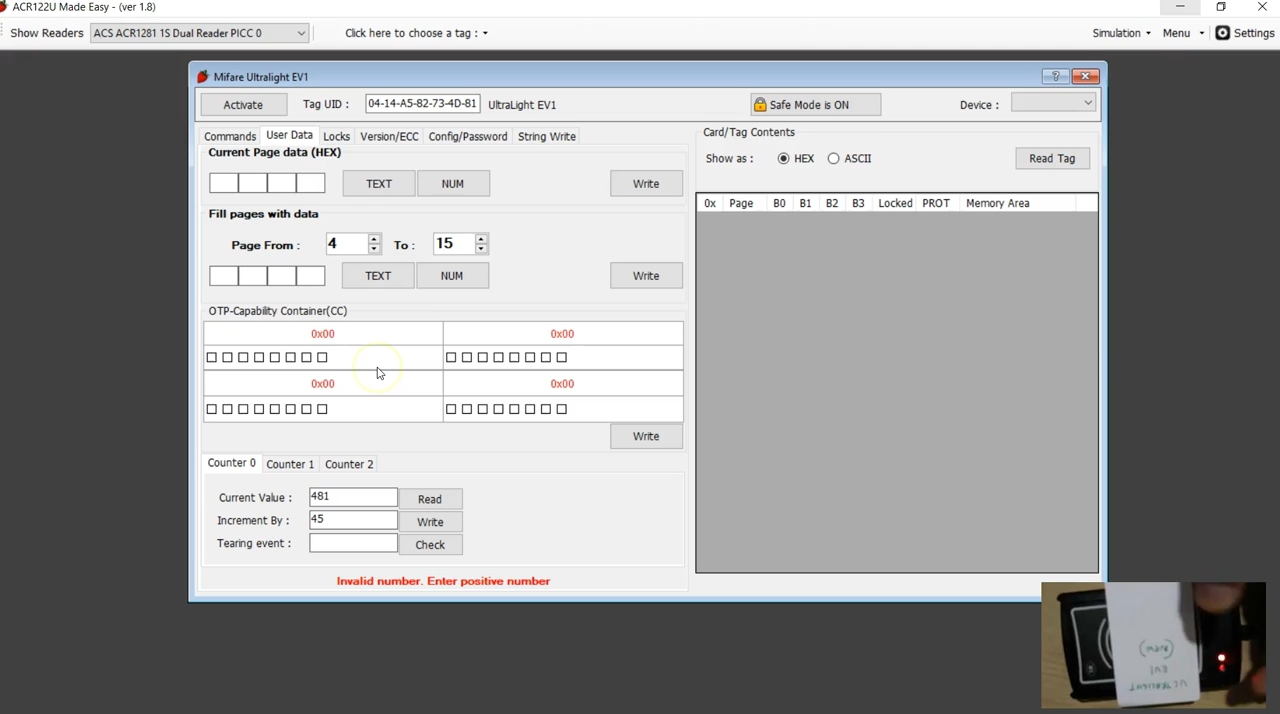 ACR122U Made Easy - (ver 1.8)
Show Readers ACS ACR1281 1S Dual Reader PICC 0 Click here to choose a tag : Simulation Menu Settings
Mifare Ultralight EV1 ?
Activate Tag UID : 04-14-A5-82-73-4D-81 UltraLight EV1 Safe Mode is ON Device :
Commands User Data Locks Version/ECC Config/Password String Write
Card/Tag Contents
Current Page data (HEX)
Show as : HEX ASCII Read Tag
TEXT NUM Write
0x Page B0 B1 B2 B3 Locked PROT Memory Area
Fill pages with data
Page From : 4 To : 15
TEXT NUM Write
OTP-Capability Container(CC)
0x00 0x00
0x00 0x00
Write
Counter 0 Counter 1 Counter 2
Current Value : 481 Read
Increment By : 45 Write
Tearing event : Check
Invalid number. Enter positive number
ULTRALIGHT
EV1
(NEW)